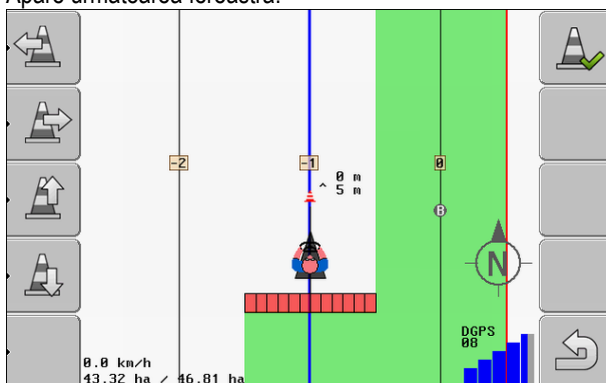 Apare următoarea fereastră:
-2
-1
0
0 m
^ 5 m
B
N
DGPS
08
0.0 km/h
43.32 ha / 46.81 ha